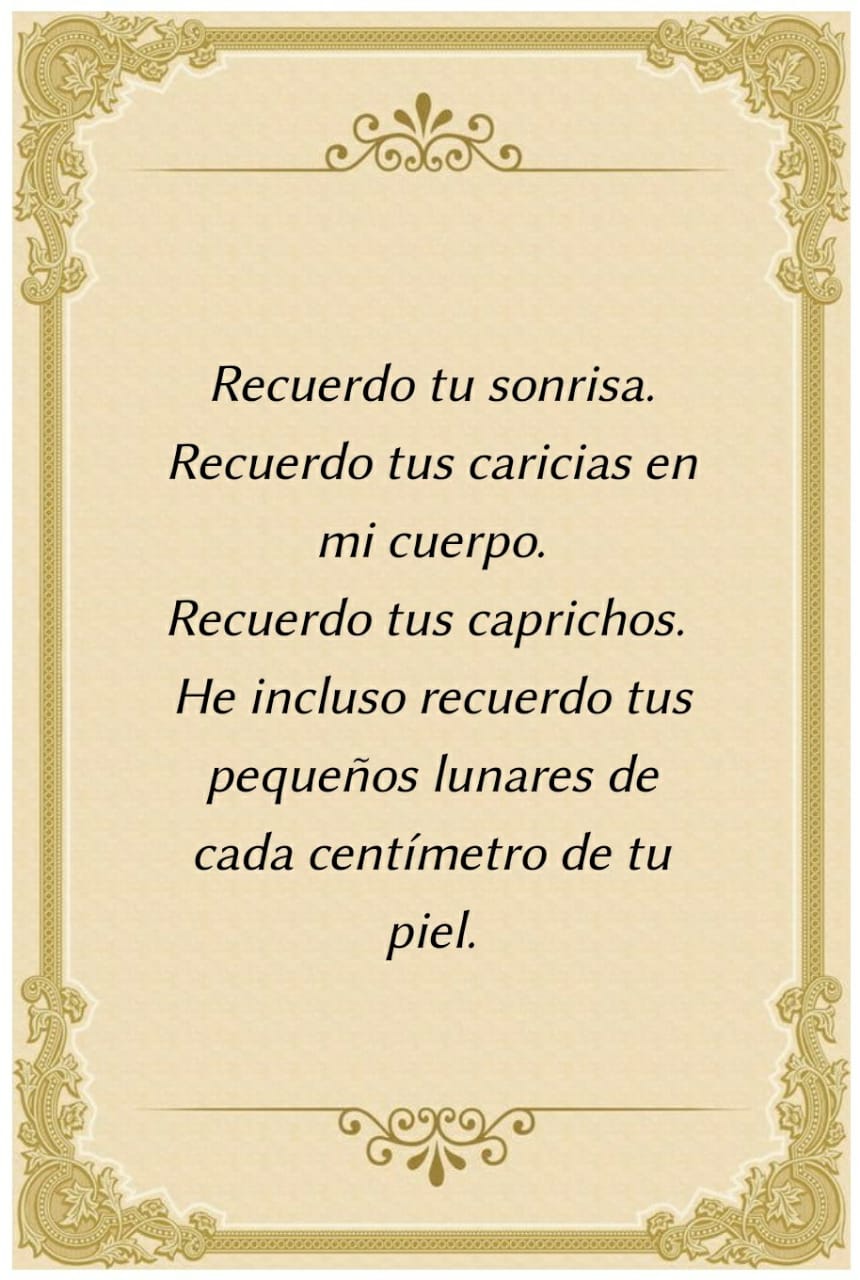 Recuerdo tu sonrisa.
Recuerdo tus caricias en
mi cuerpo.
Recuerdo tus caprichos.
He incluso recuerdo tus
pequeños lunares de
cada centímetro de tu
piel.